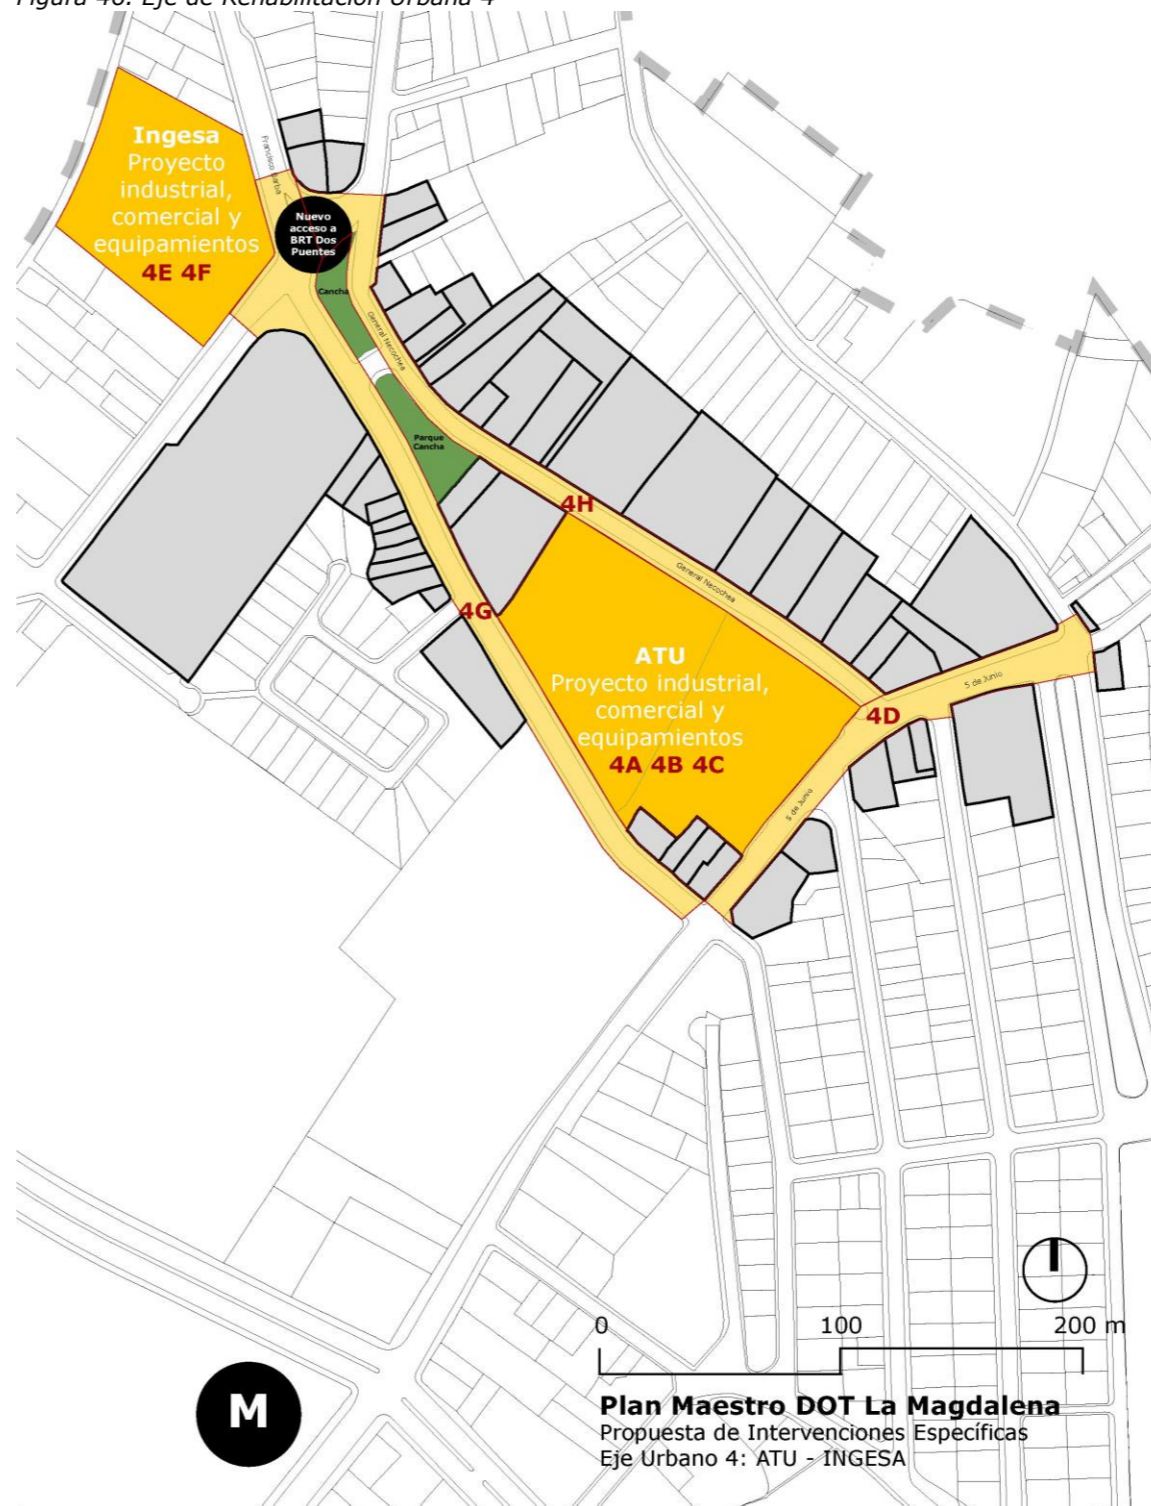 Figura 46. Eje de Rehabilitación Urbana 4
Ingesa
Proyecto
industrial,
comercial y
equipamientos
4E 4F
Francisco Barba
Nuevo
acceso a
BRT Dos
Puentes
Cancha
General Necochea
Parque
Cancha
4H
General Necochea
4G
ATU
Proyecto industrial,
comercial y
equipamientos
4A 4B 4C
4D
5 de Junio
5 de Junio
0 100 200 m
M
Plan Maestro DOT La Magdalena
Propuesta de Intervenciones Específicas
Eje Urbano 4: ATU - INGESA